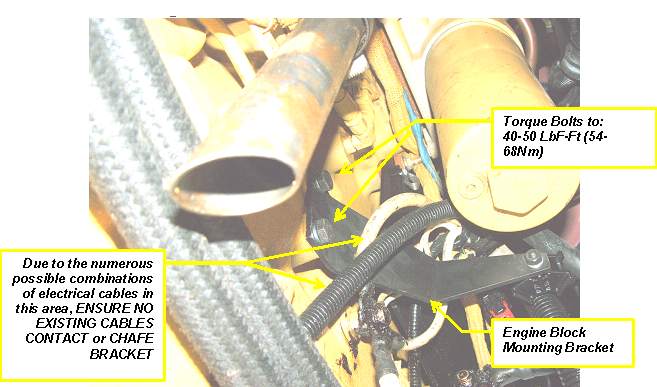 Torque Bolts to:
40-50 LbF-Ft (54-
68Nm)
Due to the numerous
possible combinations
of electrical cables in
this area, ENSURE NO
EXISTING CABLES
CONTACT or CHAFE
BRACKET
Engine Block
Mounting Bracket